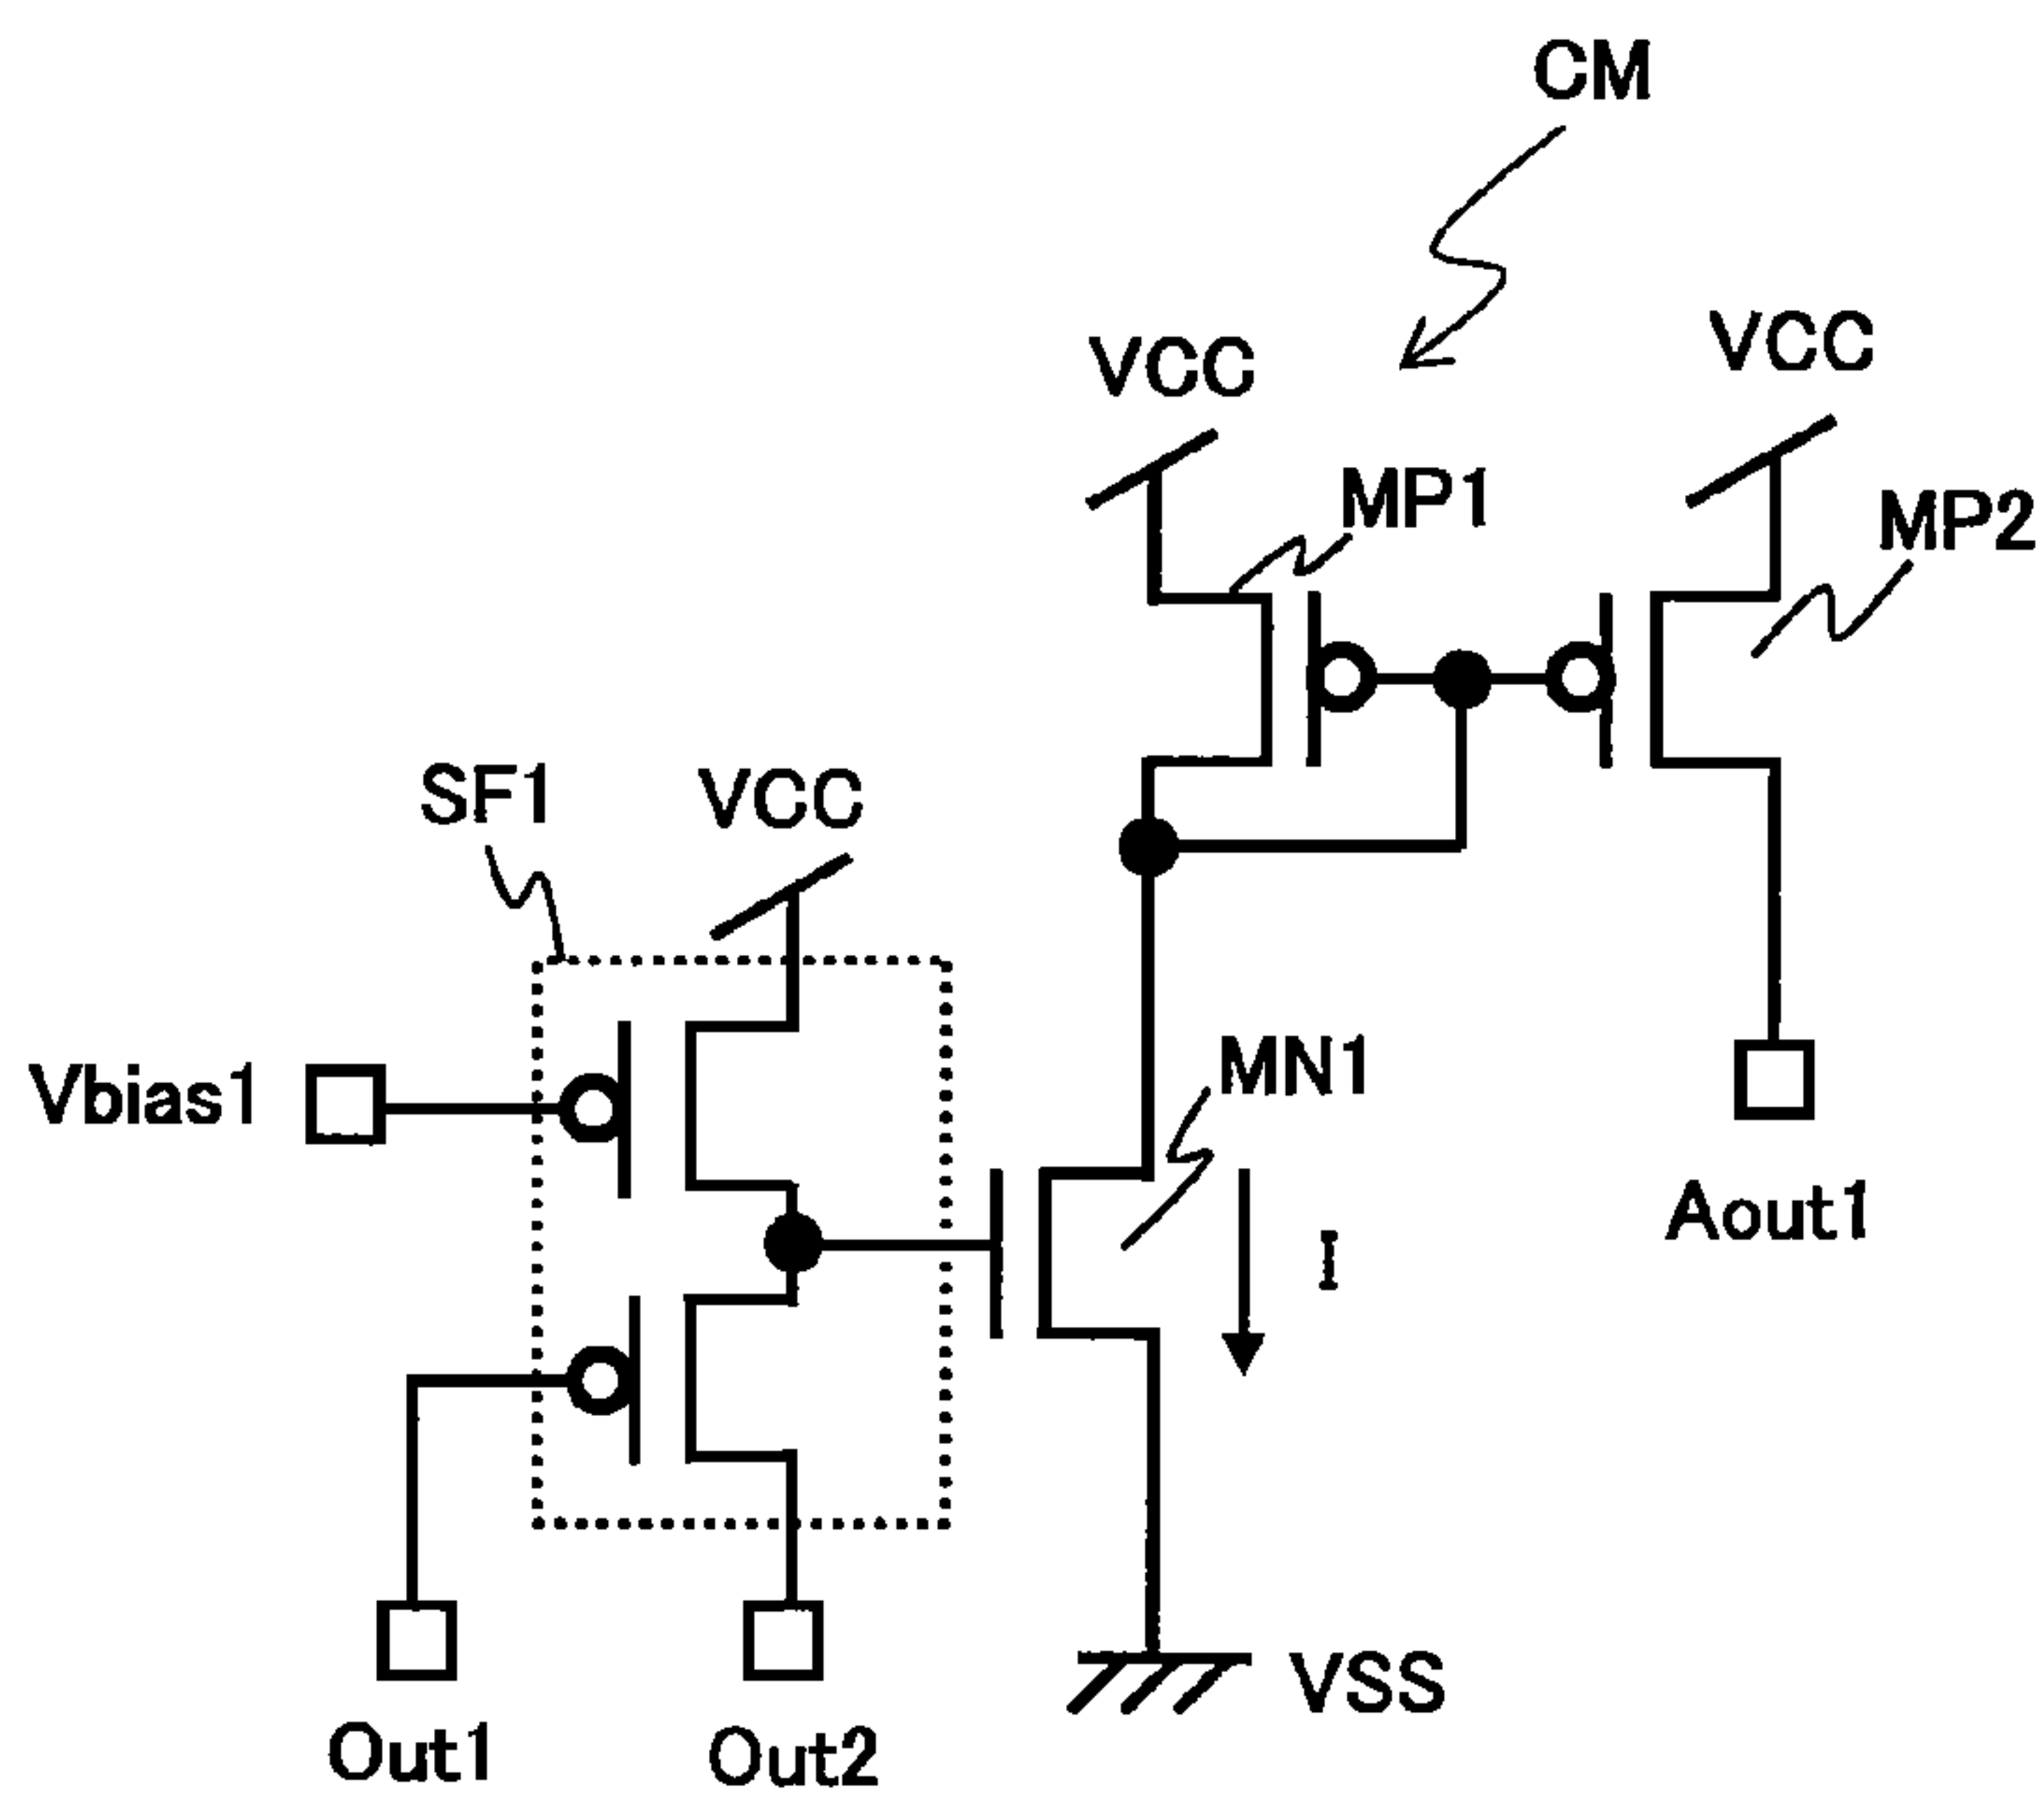 CM
VCC
VCC
MP1
MP2
SF1
VCC
Vbias1
MN1
I
Aout1
VSS
Out1
Out2